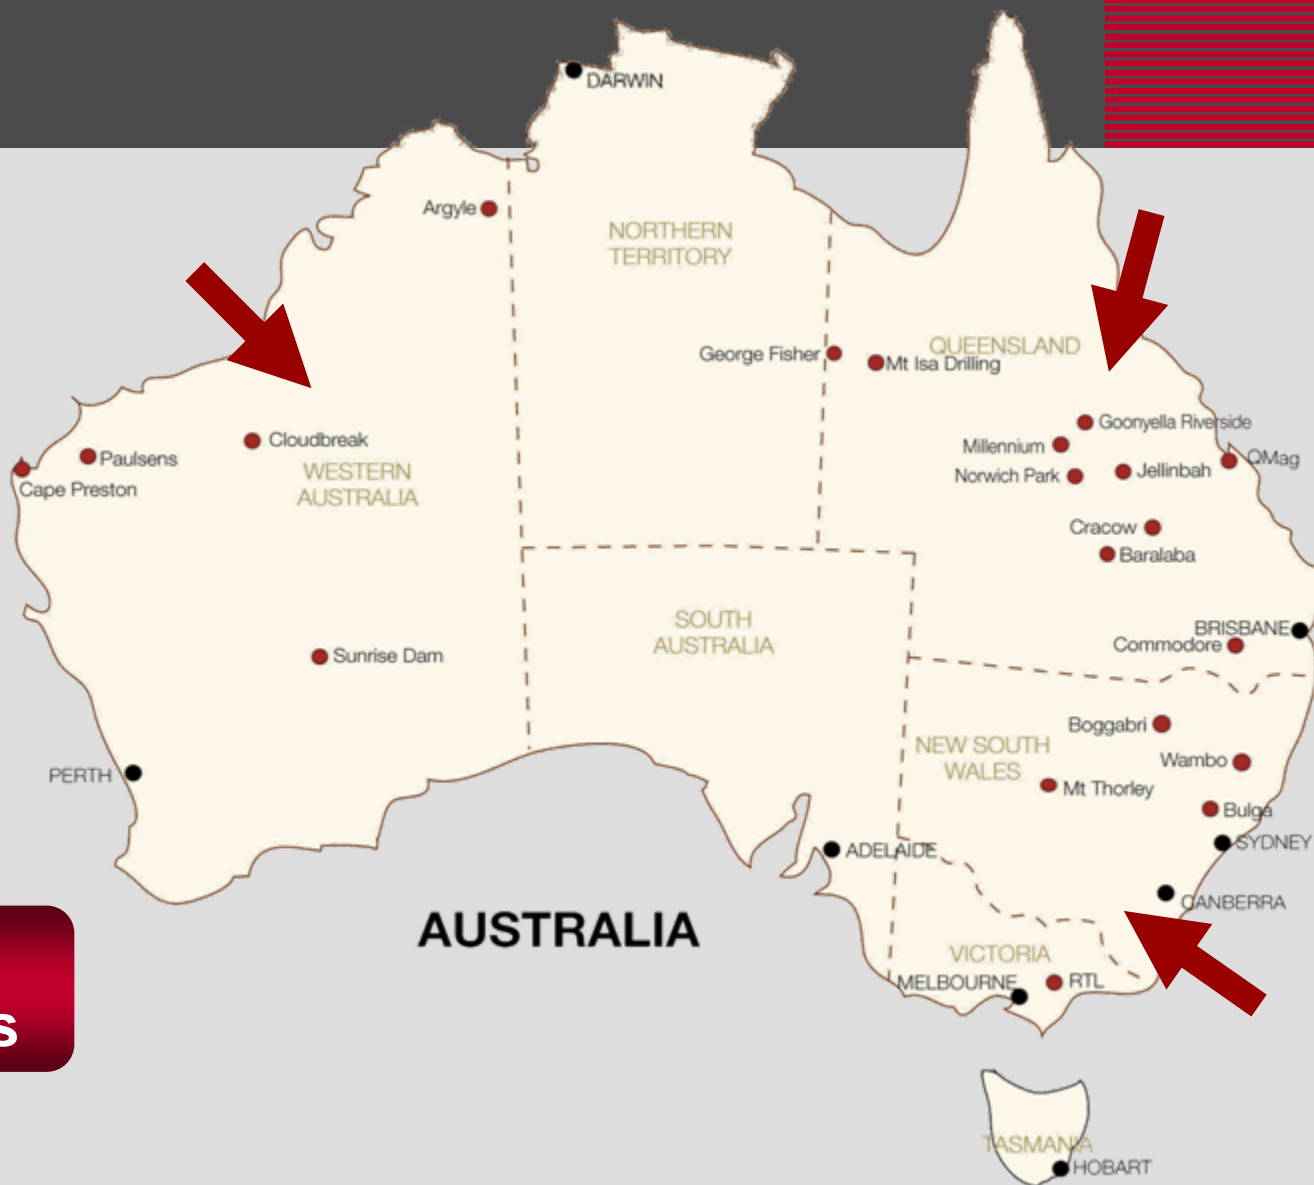 DARWIN
Argyle
NORTHERN
TERRITORY
George Fisher
QUEENSLAND
Mt Isa Drilling
Goonyella Riverside
Millennium
Norwich Park
Jellinbah
QMag
Cloudbreak
Paulsens
Cape Preston
WESTERN
AUSTRALIA
Cracow
Baralaba
SOUTH
AUSTRALIA
BRISBANE
Commodore
Sunrise Dam
Boggabri
NEW SOUTH
WALES
Wambo
PERTH
Mt Thorley
Bulga
SYDNEY
ADELAIDE
CANBERRA
AUSTRALIA
VICTORIA
MELBOURNE
RTL
s
TASMANIA
HOBART